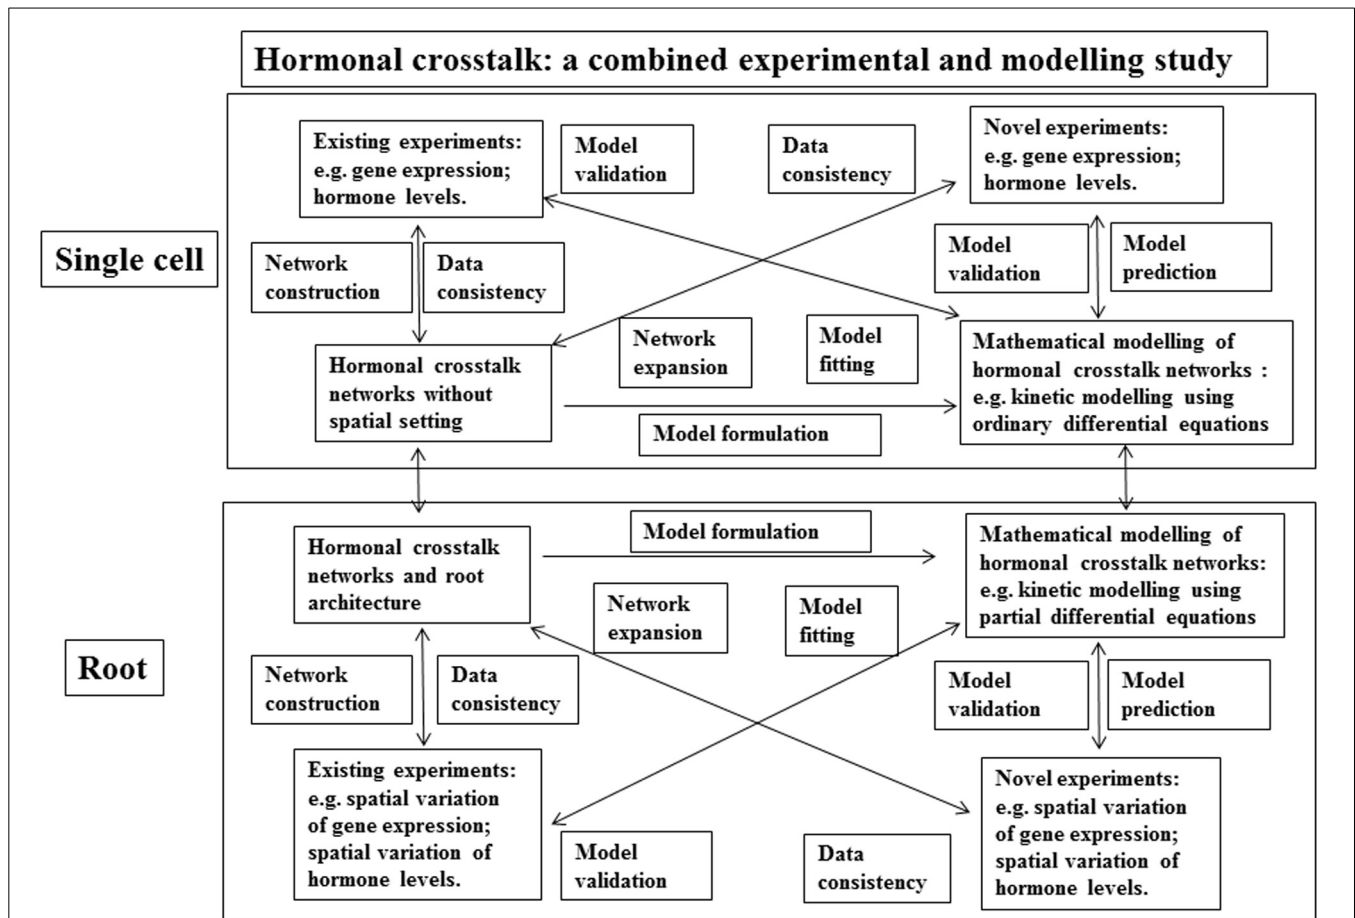 Hormonal crosstalk: a combined experimental and modelling study
Single cell
Existing experiments:
e.g. gene expression;
hormone levels.
Model
validation
Data
consistency
Novel experiments:
e.g. gene expression;
hormone levels.
Network
construction
Data
consistency
Model
validation
Model
prediction
Hormonal crosstalk
networks without
spatial setting
Network
expansion
Model
fitting
Mathematical modelling of
hormonal crosstalk networks :
e.g. kinetic modelling using
ordinary differential equations
Model formulation
Root
Hormonal crosstalk
networks and root
architecture
Model formulation
Mathematical modelling of
hormonal crosstalk networks:
e.g. kinetic modelling using
partial differential equations
Network
expansion
Model
fitting
Network
construction
Data
consistency
Model
validation
Model
prediction
Existing experiments:
e.g. spatial variation
of gene expression;
spatial variation of
hormone levels.
Model
validation
Data
consistency
Novel experiments:
e.g. spatial variation
of gene expression;
spatial variation of
hormone levels.